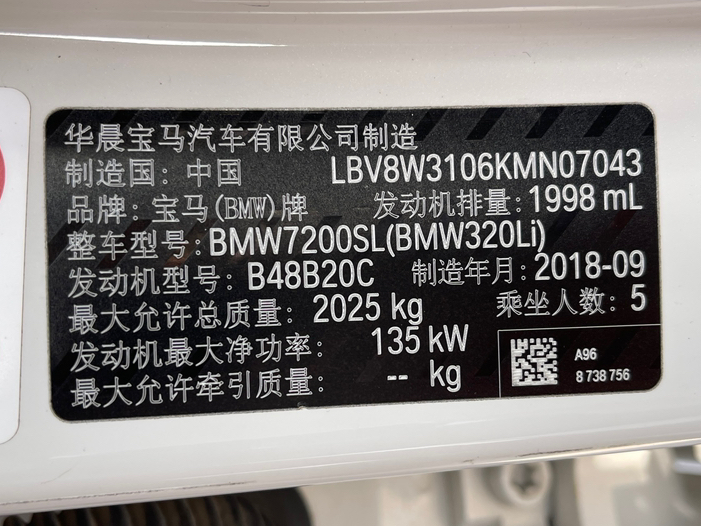 华晨宝马汽车有限公司制造
制造国: 中国 LBV8W3106KMN07043
品牌: 宝马(BMW)牌 发动机排量: 1998 mL
整车型号: BMW7200SL(BMW320Li)
发动机型号: B48B20C 制造年月: 2018-09
最大允许总质量: 2025 kg 乘坐人数: 5
发动机最大净功率: 135 kW
最大允许牵引质量: -- kg
A96
8 738 756